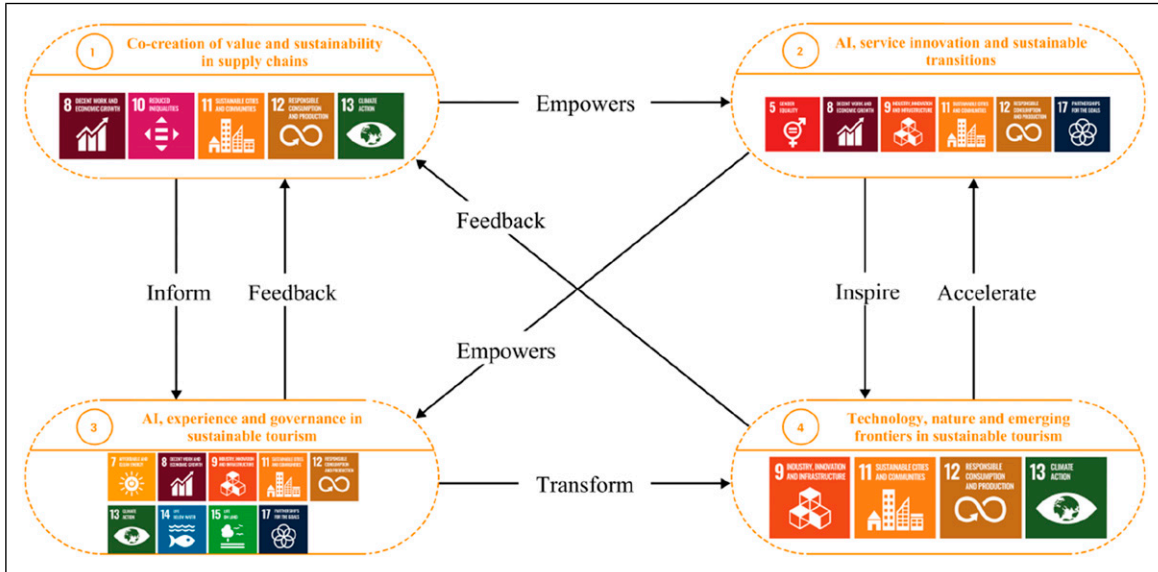 1
Co-creation of value and sustainability
in supply chains
8 DECENT WORK AND
ECONOMIC GROWTH
10 REDUCED
INEQUALITIES
11 SUSTAINABLE CITIES
AND COMMUNITIES
12 RESPONSIBLE
CONSUMPTION
AND PRODUCTION
13 CLIMATE
ACTION
Empowers
2
AI, service innovation and sustainable
transitions
5 GENDER
EQUALITY
8 DECENT WORK AND
ECONOMIC GROWTH
9 INDUSTRY, INNOVATION
AND INFRASTRUCTURE
11 SUSTAINABLE CITIES
AND COMMUNITIES
12 RESPONSIBLE
CONSUMPTION
AND PRODUCTION
17 PARTNERSHIPS
FOR THE GOALS
Feedback
Inform
Feedback
Inspire
Accelerate
Empowers
3
AI, experience and governance in
sustainable tourism
7 AFFORDABLE AND
CLEAN ENERGY
8 DECENT WORK AND
ECONOMIC GROWTH
9 INDUSTRY, INNOVATION
AND INFRASTRUCTURE
11 SUSTAINABLE CITIES
AND COMMUNITIES
12 RESPONSIBLE
CONSUMPTION
AND PRODUCTION
13 CLIMATE
ACTION
14 LIFE
BELOW WATER
15 LIFE
ON LAND
17 PARTNERSHIPS
FOR THE GOALS
Transform
4
Technology, nature and emerging
frontiers in sustainable tourism
9 INDUSTRY, INNOVATION
AND INFRASTRUCTURE
11 SUSTAINABLE CITIES
AND COMMUNITIES
12 RESPONSIBLE
CONSUMPTION
AND PRODUCTION
13 CLIMATE
ACTION